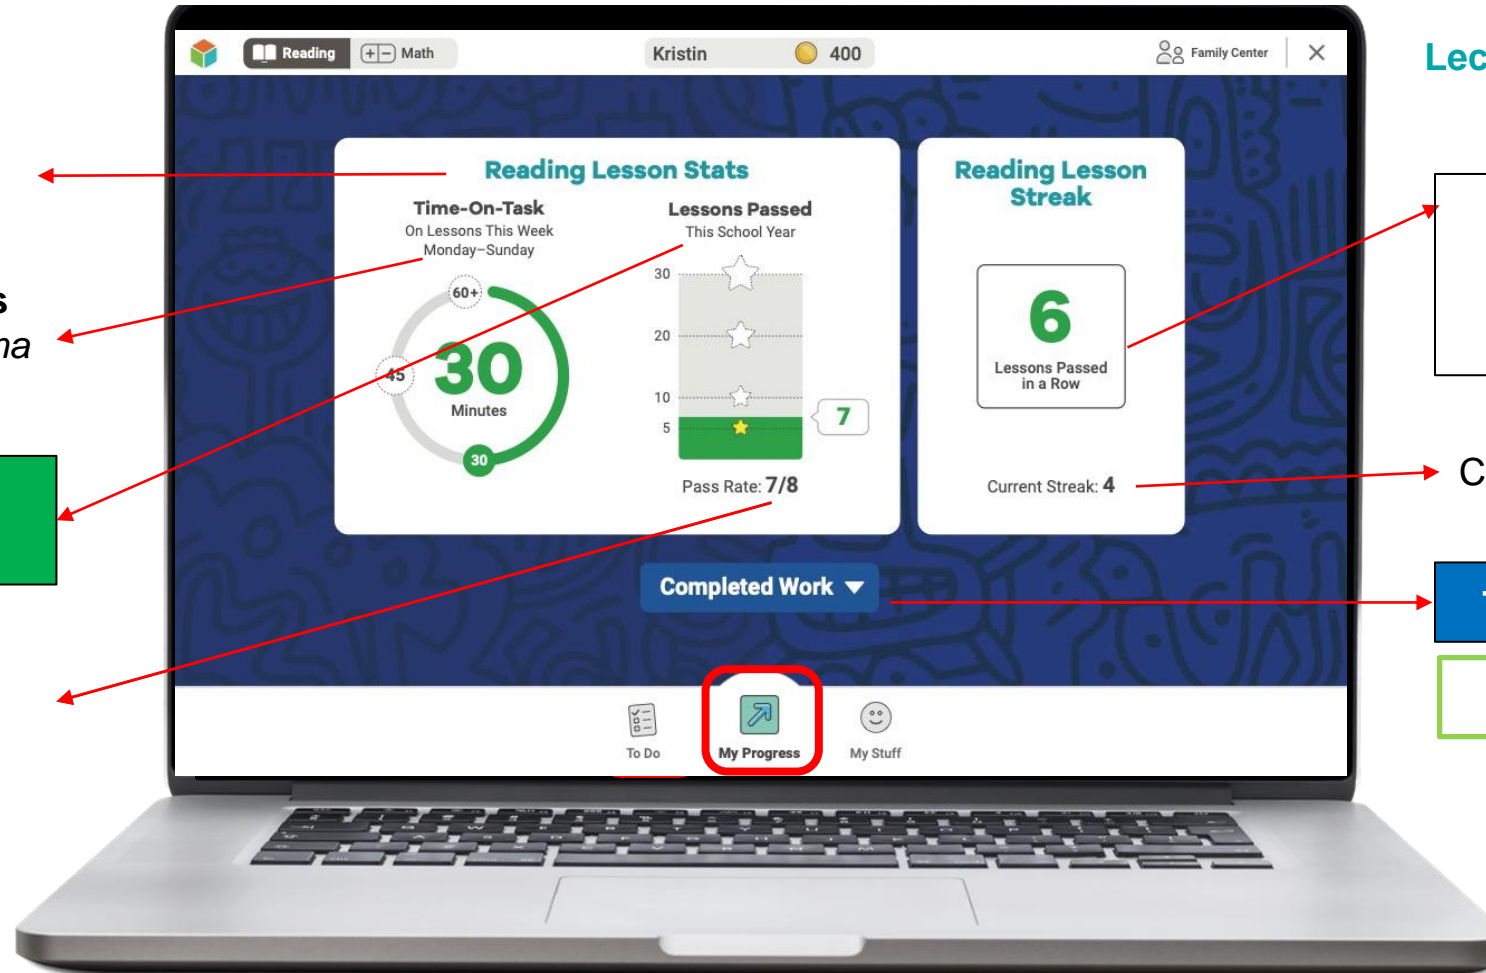 Reading
Math
Kristin
400
Family Center
Reading Lesson Stats
Time-On-Task
On Lessons This Week
Monday–Sunday
60+
45
30
Minutes
30
Lessons Passed
This School Year
30
20
10
5
7
Pass Rate: 7/8
Reading Lesson
Streak
6
Lessons Passed
in a Row
Current Streak: 4
Completed Work
To Do
My Progress
My Stuff